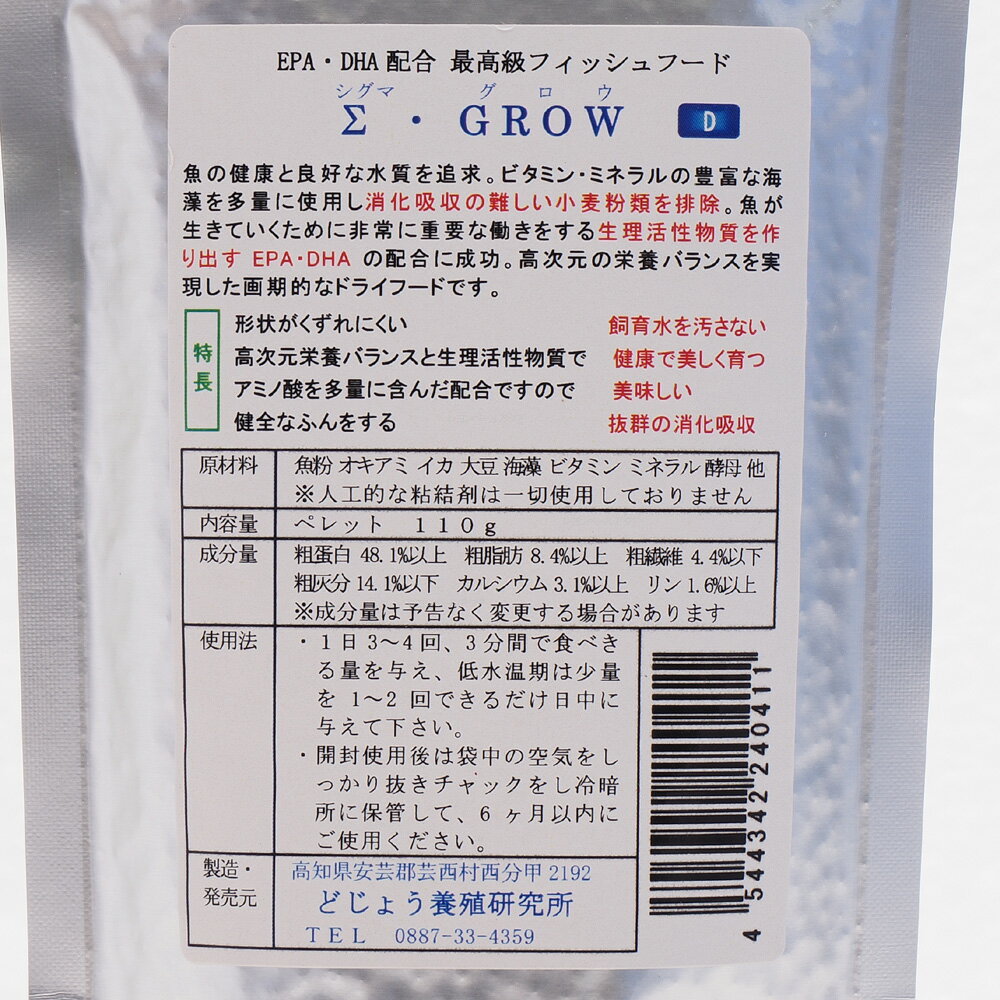 EPA・DHA配合 最高級フィッシュフード
シグマ グロウ
Σ・GROW D
魚の健康と良好な水質を追求。ビタミン・ミネラルの豊富な海
藻を多量に使用し消化吸収の難しい小麦粉類を排除。魚が
生きていくために非常に重要な働きをする生理活性物質を作
り出す EPA・DHA の配合に成功。高次元の栄養バランスを実
現した画期的なドライフードです。
特長
形状がくずれにくい 飼育水を汚さない
高次元栄養バランスと生理活性物質で 健康で美しく育つ
アミノ酸を多量に含んだ配合ですので 美味しい
健全なふんをする 抜群の消化吸収
原材料 魚粉 オキアミ イカ 大豆 海藻 ビタミン ミネラル 酵母 他
※人工的な粘結剤は一切使用しておりません
内容量 ペレット 110g
成分量 粗蛋白 48.1%以上 粗脂肪 8.4%以上 粗繊維 4.4%以下
粗灰分 14.1%以下 カルシウム 3.1%以上 リン 1.6%以上
※成分量は予告なく変更する場合があります
使用法 ・1日3~4回、3分間で食べき
る量を与え、低水温期は少量
を 1~2 回できるだけ日中に
与えて下さい。
・開封使用後は袋中の空気をし
っかり抜きチャックをし冷暗
所に保管して、6ヶ月以内に
ご使用ください。
製造・
発売元
高知県安芸郡芸西村西分甲2192
どじょう養殖研究所
TEL 0887-33-4359
4 544342 240411